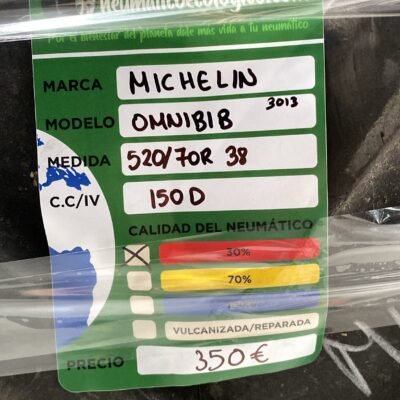 Por el bienestar del planeta dale más vida a tu neumático
MARCA MICHELIN
MODELO OMNIBIB 3013
MEDIDA 520/70R 38
C.C/IV 150D
CALIDAD DEL NEUMÁTICO
30%
70%
VULCANIZADA/REPARADA
PRECIO 350€